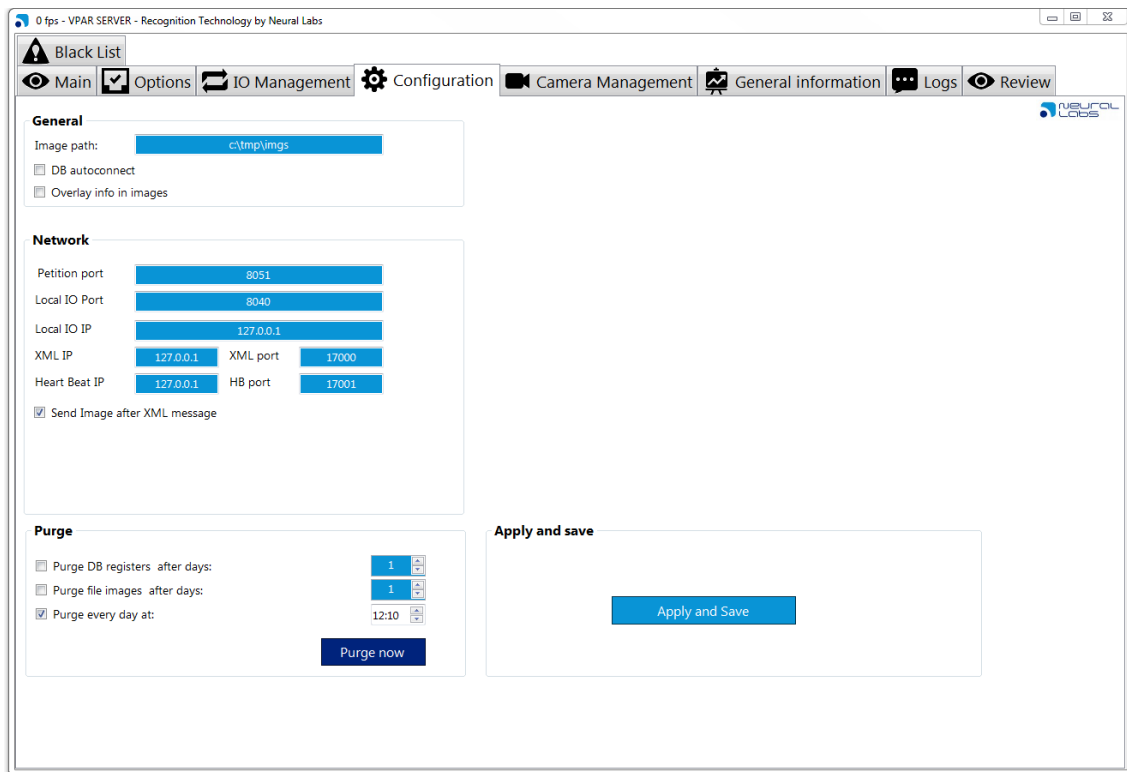 0 fps - VPAR SERVER - Recognition Technology by Neural Labs
Black List
Main Options IO Management Configuration Camera Management General information Logs Review
neural Labs
General
Image path: c:\tmp\imgs
DB autoconnect
Overlay info in images
Network
Petition port 8051
Local IO Port 8040
Local IO IP 127.0.0.1
XML IP 127.0.0.1 XML port 17000
Heart Beat IP 127.0.0.1 HB port 17001
Send Image after XML message
Purge
Purge DB registers after days: 1
Purge file images after days: 1
Purge every day at: 12:10
Purge now
Apply and save
Apply and Save